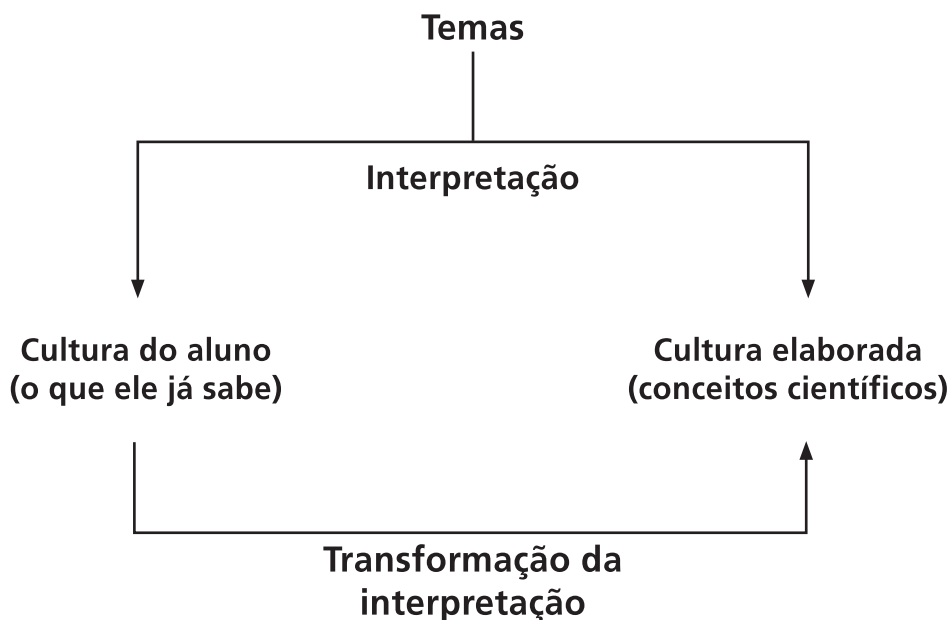 Temas
Interpretação
Cultura do aluno
(o que ele já sabe)
Cultura elaborada
(conceitos científicos)
Transformação da
interpretação